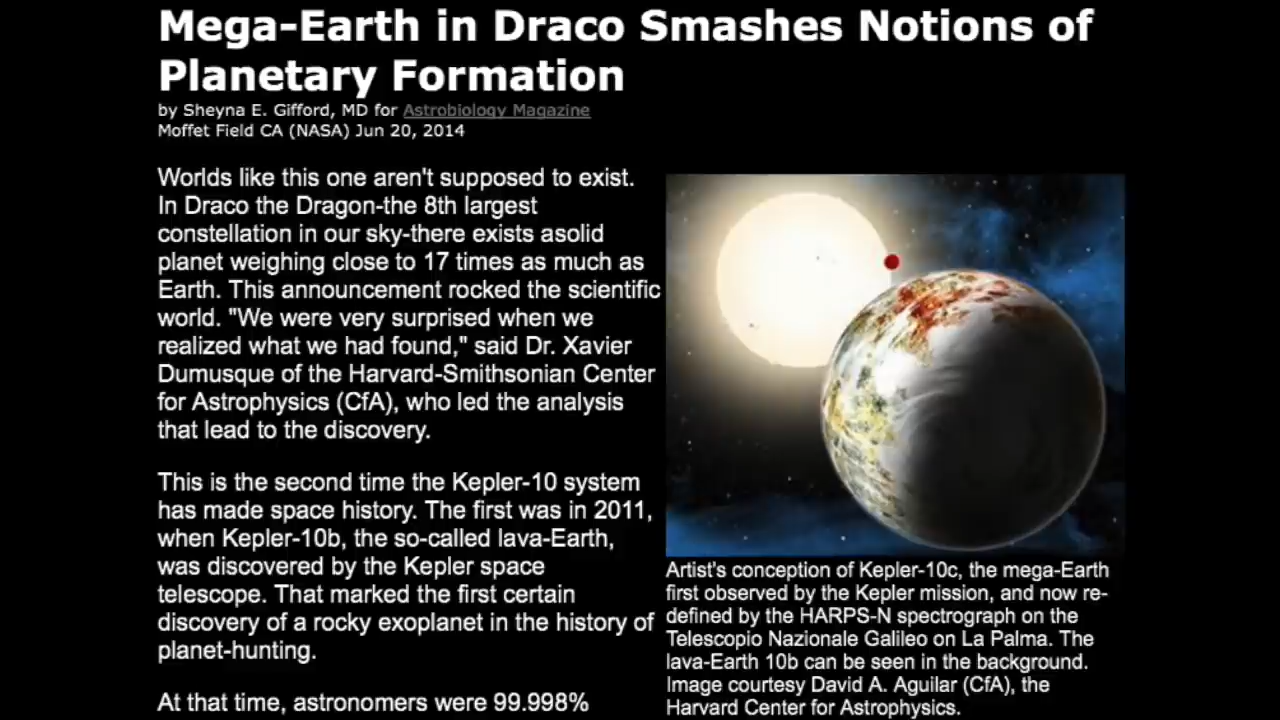 Mega-Earth in Draco Smashes Notions of
Planetary Formation
by Sheyna E. Gifford, MD for Astrobiology Magazine
Moffet Field CA (NASA) Jun 20, 2014
Worlds like this one aren't supposed to exist.
In Draco the Dragon-the 8th largest
constellation in our sky-there exists asolid
planet weighing close to 17 times as much as
Earth. This announcement rocked the scientific
world. "We were very surprised when we
realized what we had found," said Dr. Xavier
Dumusque of the Harvard-Smithsonian Center
for Astrophysics (CfA), who led the analysis
that lead to the discovery.
This is the second time the Kepler-10 system
has made space history. The first was in 2011,
when Kepler-10b, the so-called lava-Earth,
was discovered by the Kepler space
telescope. That marked the first certain
discovery of a rocky exoplanet in the history of
planet-hunting.
At that time, astronomers were 99.998%
Artist's conception of Kepler-10c, the mega-Earth
first observed by the Kepler mission, and now re-
defined by the HARPS-N spectrograph on the
Telescopio Nazionale Galileo on La Palma. The
lava-Earth 10b can be seen in the background.
Image courtesy David A. Aguilar (CfA), the
Harvard Center for Astrophysics.